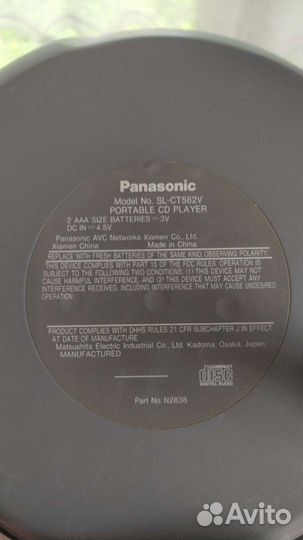 Panasonic
Model No. SL-CT582V
PORTABLE CD PLAYER
2 AAA SIZE BATTERIES ⎓ 3V
DC IN ⎓ 4.5V
Panasonic AVC Networks Xiamen Co., Ltd.
Xiamen China Made in China
REPLACE WITH FRESH BATTERIES OF THE SAME KIND, OBSERVING POLARITY
THIS DEVICE COMPLIES WITH PART 15 OF THE FCC RULES. OPERATION IS
SUBJECT TO THE FOLLOWING TWO CONDITIONS: (1) THIS DEVICE MAY NOT
CAUSE HARMFUL INTERFERENCE, AND (2) THIS DEVICE MUST ACCEPT
ANY INTERFERENCE RECEIVED, INCLUDING INTERFERENCE THAT MAY CAUSE UNDESIRED
OPERATION.
PRODUCT COMPLIES WITH DHHS RULES 21 CFR SUBCHAPTER J IN EFFECT
AT DATE OF MANUFACTURE.
Matsushita Electric Industrial Co., Ltd. Kadoma, Osaka, Japan
MANUFACTURED
COMPACT
disc
DIGITAL AUDIO
Part No. N2838
Avito